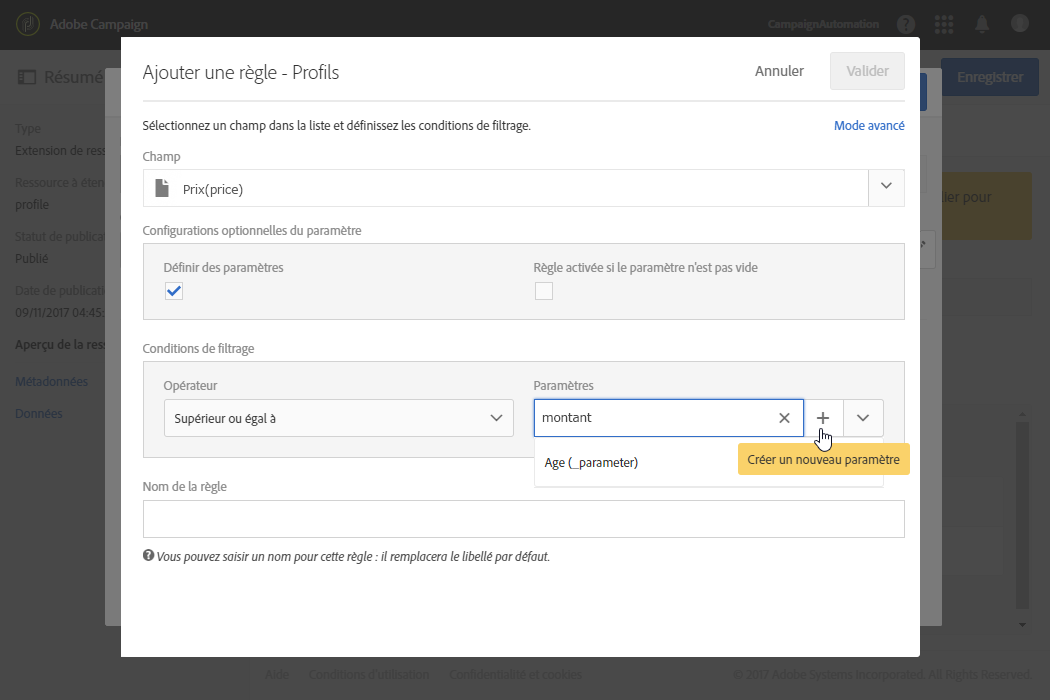 Adobe Campaign
CampaignAutomation
Résumé
Enregistrer
Type
Extension de ress
Ressource à éten
profile
Statut de publica
Publié
Date de publicati
09/11/2017 04:45:
Aperçu de la ress
Métadonnées
Données
ler pour
Ajouter une règle - Profils
Annuler
Valider
Sélectionnez un champ dans la liste et définissez les conditions de filtrage.
Mode avancé
Champ
Prix(price)
Configurations optionnelles du paramètre
Définir des paramètres
Règle activée si le paramètre n'est pas vide
Conditions de filtrage
Opérateur
Paramètres
Supérieur ou égal à
montant
Age (_parameter)
Créer un nouveau paramètre
Nom de la règle
Vous pouvez saisir un nom pour cette règle : il remplacera le libellé par défaut.
Aide
Conditions d'utilisation
Confidentialité et cookies
© 2017 Adobe Systems Incorporated. All Rights Reserved.